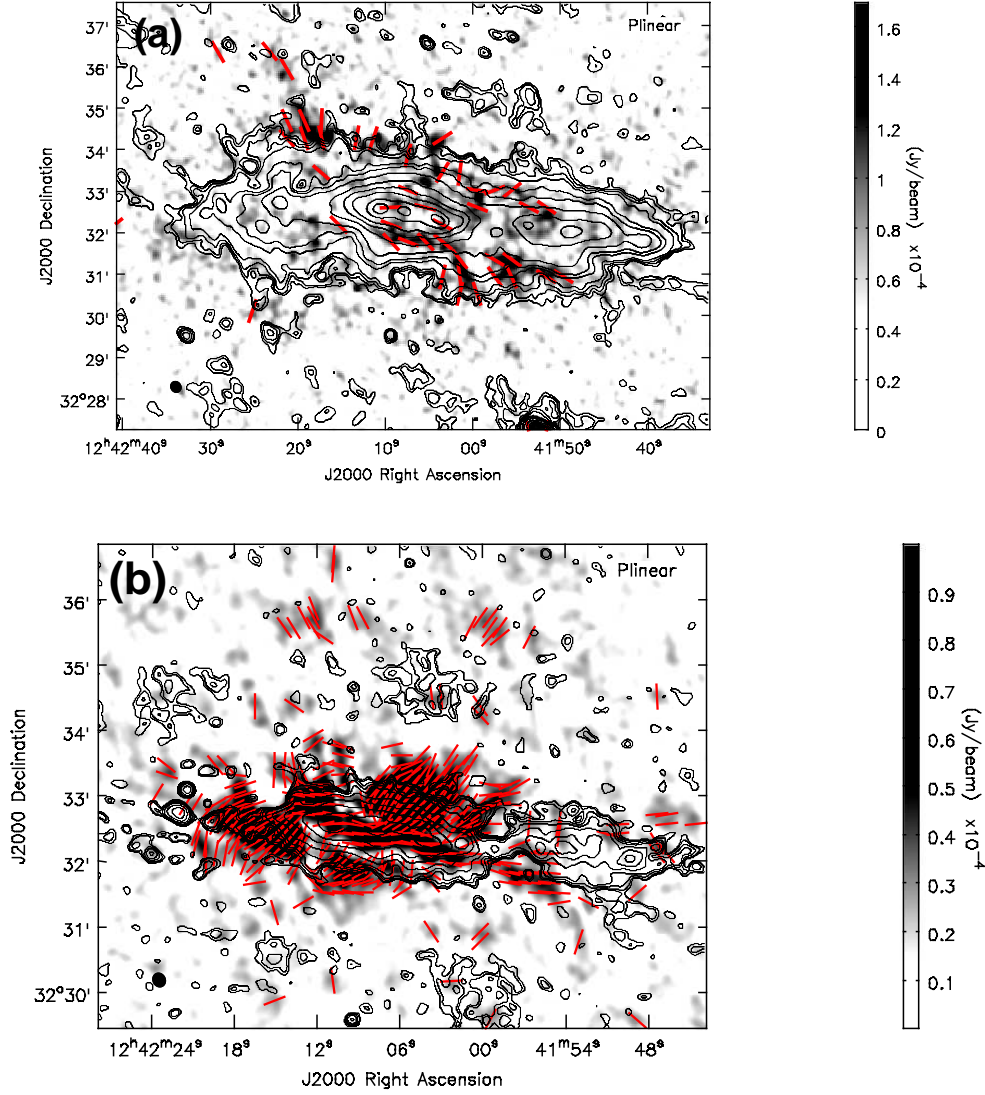 (a)
Plinear
37'
36'
35'
34'
33'
32'
31'
30'
29'
32°28'
J2000 Declination
12ʰ42ᵐ40ˢ 30ˢ 20ˢ 10ˢ 00ˢ 41ᵐ50ˢ 40ˢ
J2000 Right Ascension
1.6
1.4
1.2
1
0.8
0.6
0.4
0.2
0
(Jy/beam) ×10⁻⁴
(b)
Plinear
36'
35'
34'
33'
32'
31'
32°30'
J2000 Declination
12ʰ42ᵐ24ˢ 18ˢ 12ˢ 06ˢ 00ˢ 41ᵐ54ˢ 48ˢ
J2000 Right Ascension
0.9
0.8
0.7
0.6
0.5
0.4
0.3
0.2
0.1
(Jy/beam) ×10⁻⁴